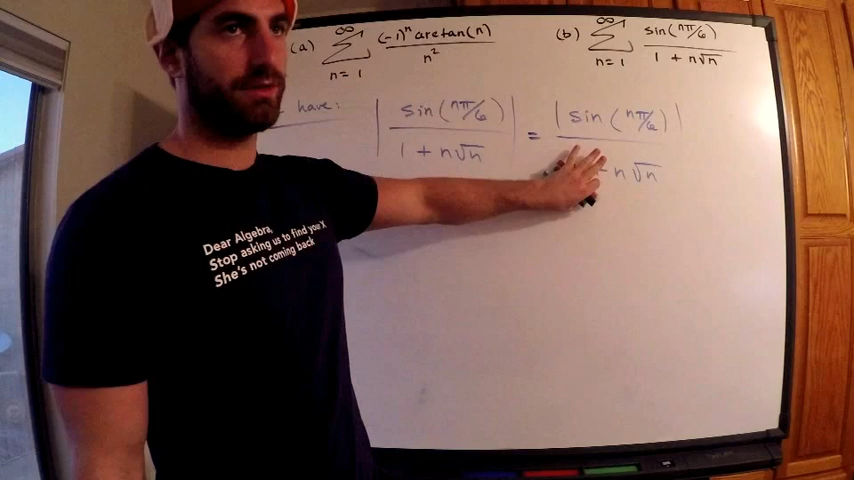 (a) ∞ Σ n=1 (-1)^n arctan(n) / n²
(b) ∞ Σ n=1 sin(nπ/6) / 1 + n√n
have: | sin(nπ/6) / 1 + n√n | = | sin(nπ/6) | / + n√n
Dear Algebra,
Stop asking us to find your X
She's not coming back